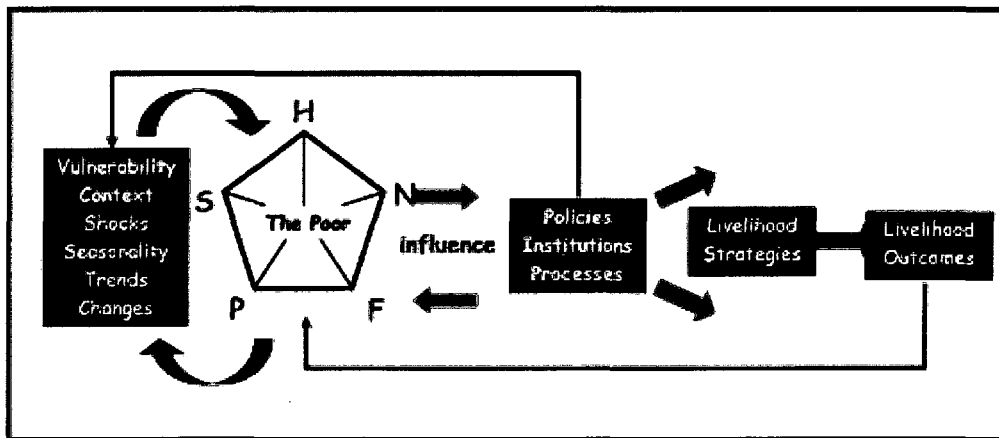 Vulnerability
Context
Shocks
Seasonality
Trends
Changes
H
S
N
The Poor
P
F
influence
Policies
Institutions
Processes
Livelihood
Strategies
Livelihood
Outcomes